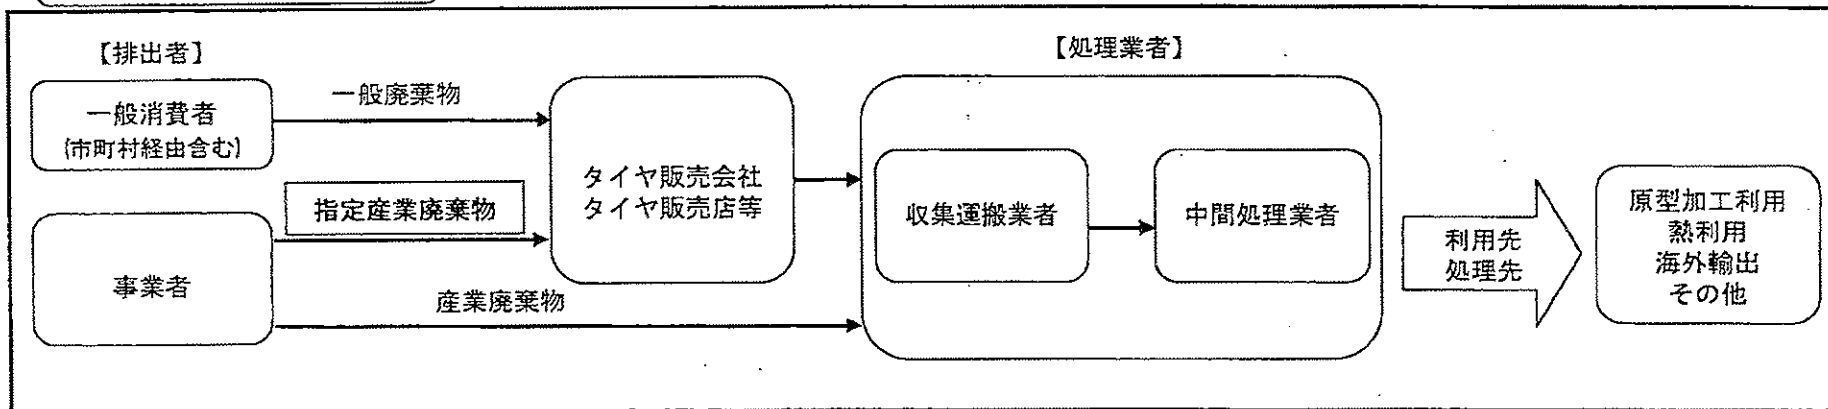 【排出者】
【処理業者】
一般消費者
(市町村経由含む)
一般廃棄物
指定産業廃棄物
事業者
産業廃棄物
タイヤ販売会社
タイヤ販売店等
収集運搬業者
中間処理業者
利用先
処理先
原型加工利用
熱利用
海外輸出
その他